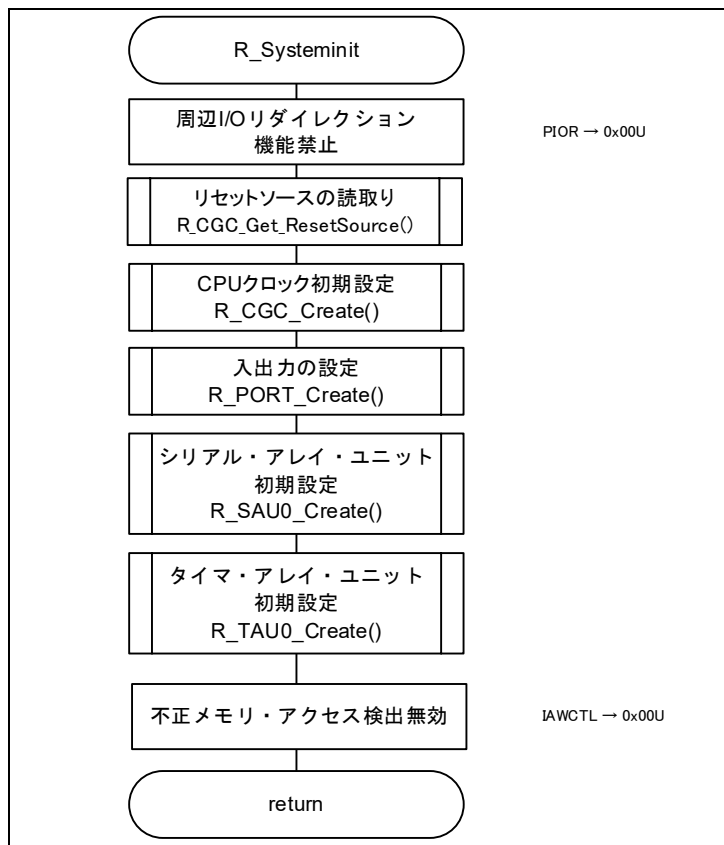 R_Systeminit
周辺I/Oリダイレクション
機能禁止
PIOR → 0x00U
リセットソースの読取り
R_CGC_Get_ResetSource()
CPUクロック初期設定
R_CGC_Create()
入出力の設定
R_PORT_Create()
シリアル・アレイ・ユニット
初期設定
R_SAU0_Create()
タイマ・アレイ・ユニット
初期設定
R_TAU0_Create()
不正メモリ・アクセス検出無効
IAWCTL → 0x00U
return